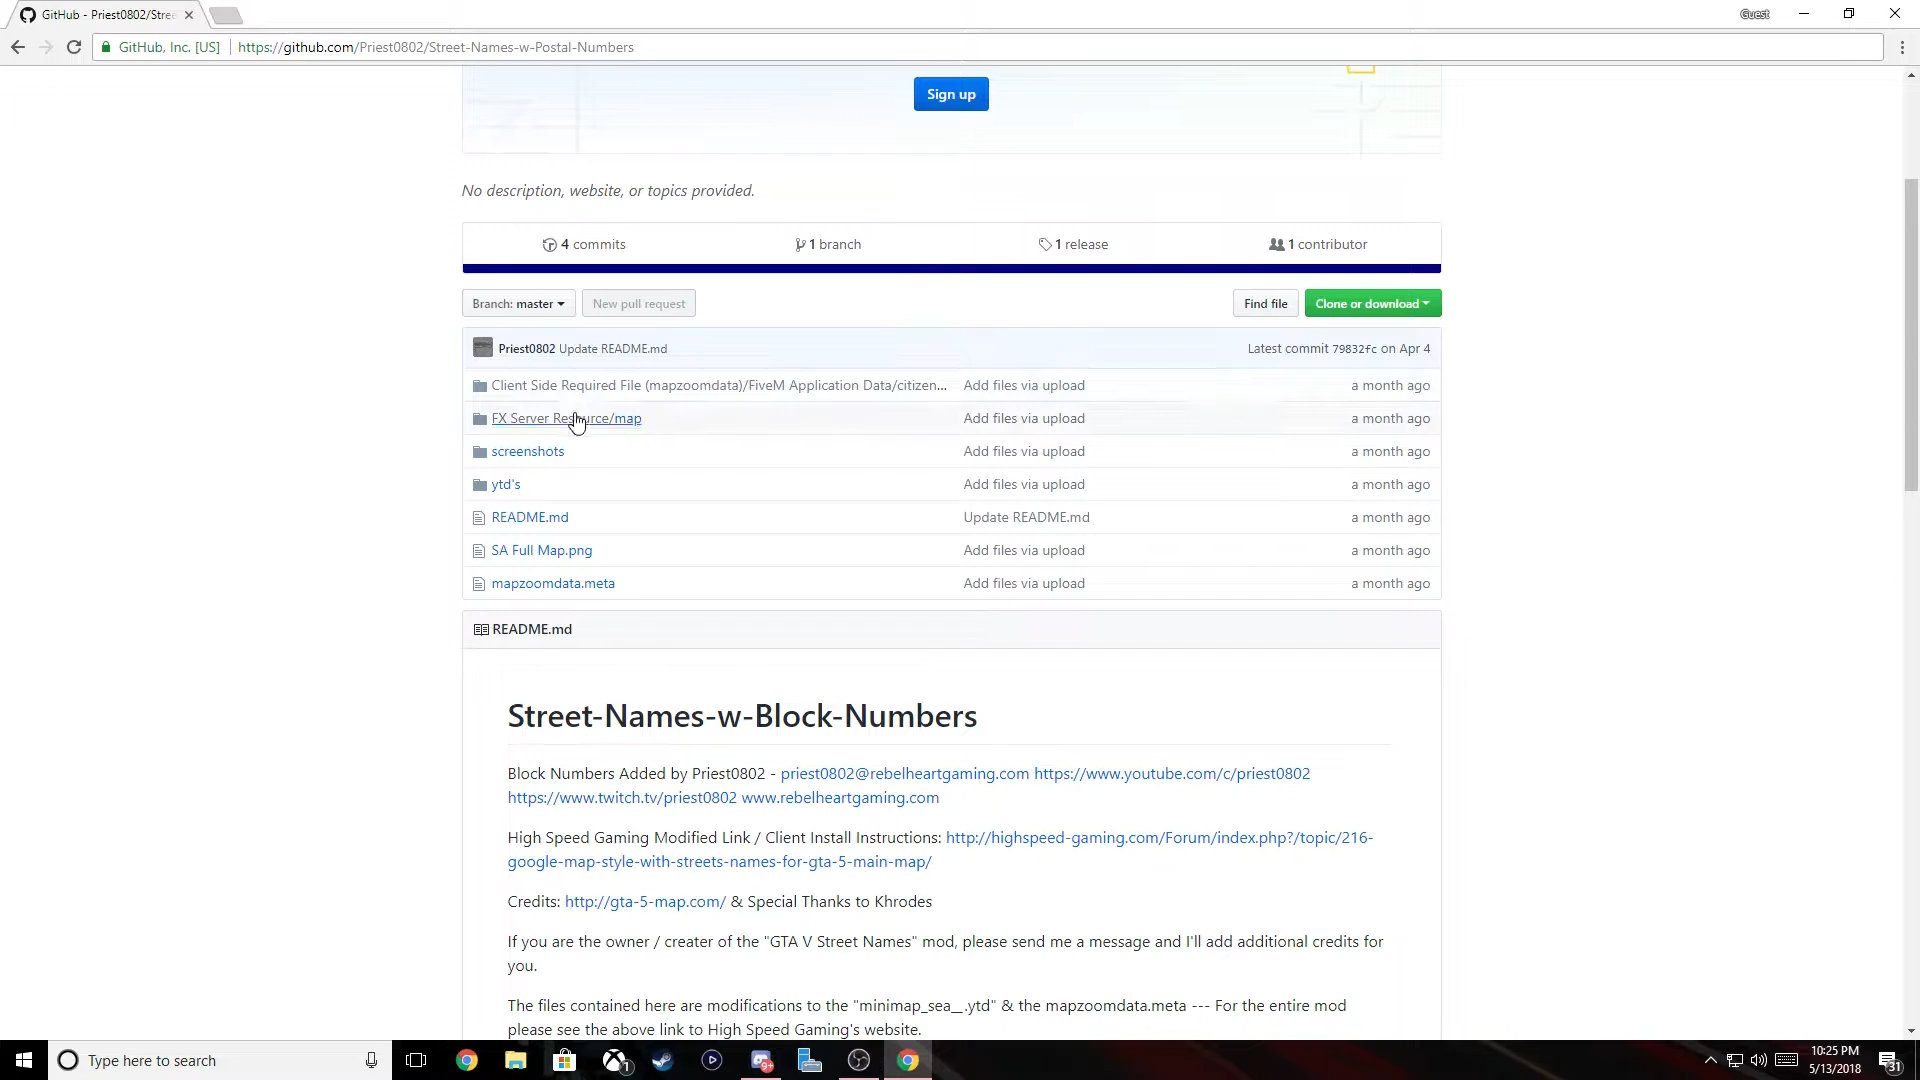 GitHub - Priest0802/Stree
Guest
GitHub, Inc. [US]
https://github.com/Priest0802/Street-Names-w-Postal-Numbers
Sign up
No description, website, or topics provided.
4 commits
1 branch
1 release
1 contributor
Branch: master
New pull request
Find file
Clone or download
Priest0802 Update README.md
Latest commit 79832fc on Apr 4
Client Side Required File (mapzoomdata)/FiveM Application Data/citizen...
Add files via upload
a month ago
FX Server Resource/map
Add files via upload
a month ago
screenshots
Add files via upload
a month ago
ytd's
Add files via upload
a month ago
README.md
Update README.md
a month ago
SA Full Map.png
Add files via upload
a month ago
mapzoomdata.meta
Add files via upload
a month ago
README.md
Street-Names-w-Block-Numbers
Block Numbers Added by Priest0802 - priest0802@rebelheartgaming.com https://www.youtube.com/c/priest0802
https://www.twitch.tv/priest0802 www.rebelheartgaming.com
High Speed Gaming Modified Link / Client Install Instructions: http://highspeed-gaming.com/Forum/index.php?/topic/216-
google-map-style-with-streets-names-for-gta-5-main-map/
Credits: http://gta-5-map.com/ & Special Thanks to Khrodes
If you are the owner / creater of the "GTA V Street Names" mod, please send me a message and I'll add additional credits for
you.
The files contained here are modifications to the "minimap_sea__.ytd" & the mapzoomdata.meta --- For the entire mod
please see the above link to High Speed Gaming's website.
Type here to search
1
9+
10:25 PM
5/13/2018
31